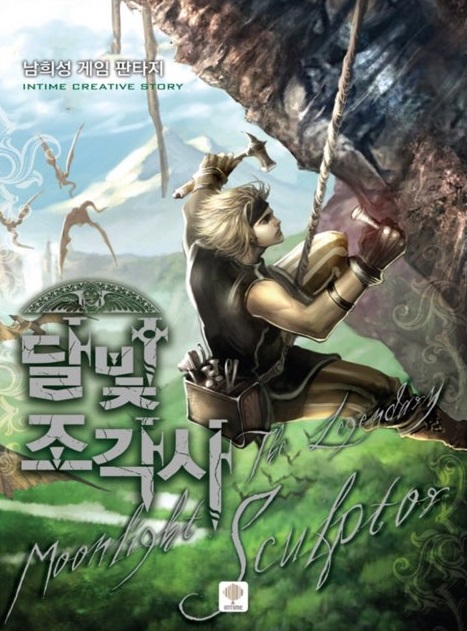 남희성 게임 판타지
INTIME CREATIVE STORY
달빛
조각사
The Legendary
Moonlight Sculptor
INTIME